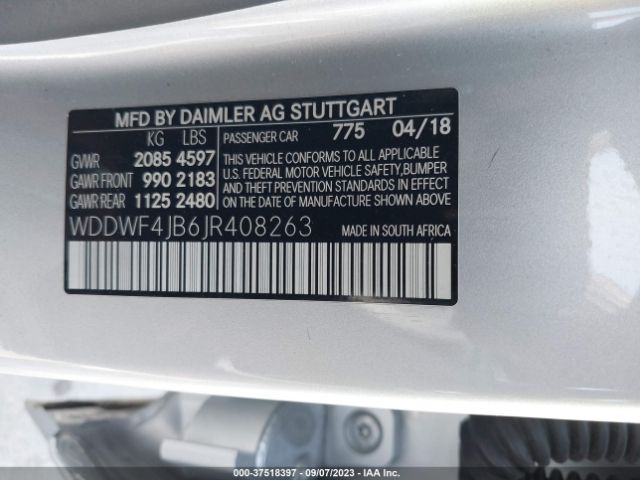 MFD BY DAIMLER AG STUTTGART
KG LBS
GVWR 2085 4597
GAWR FRONT 990 2183
GAWR REAR 1125 2480
PASSENGER CAR 775 04/18
THIS VEHICLE CONFORMS TO ALL APPLICABLE
U.S. FEDERAL MOTOR VEHICLE SAFETY,BUMPER
AND THEFT PREVENTION STANDARDS IN EFFECT
ON THE DATE OF MANUFACTURE SHOWN ABOVE
WDDWF4JB6JR408263 MADE IN SOUTH AFRICA
000-37518397 - 09/07/2023 - IAA Inc.